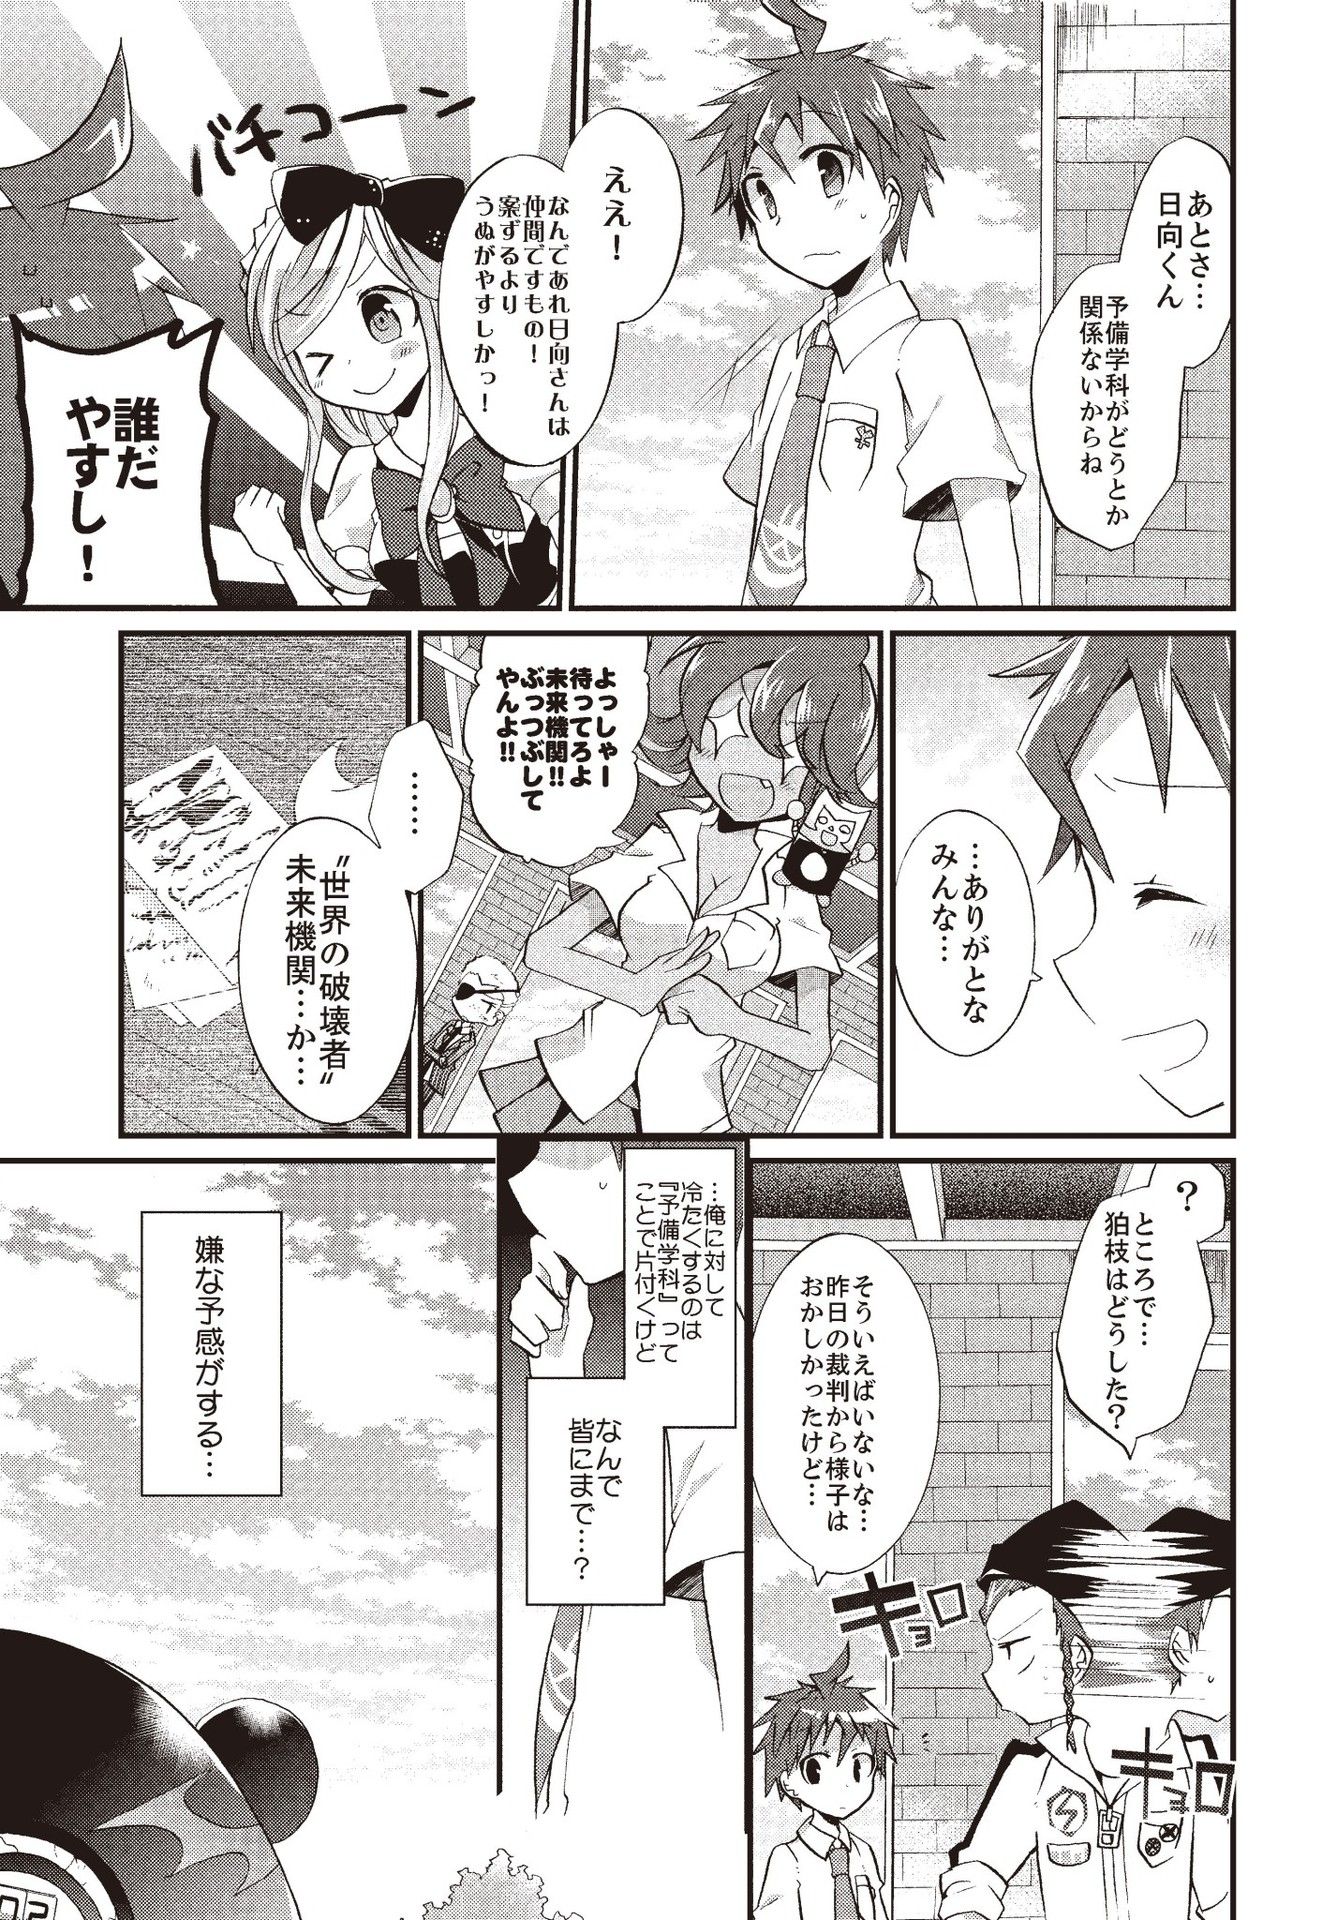 あとさ…
日向くん
予備学科がどうとか
関係ないからね
ええ！
なんであれ日向さんは
仲間ですもの！
案ずるより
うぬがやすしかっ！
バチコーン
誰だ
やすし！
…ありがとな
みんな…
よっしゃー
待ってろよ
未来機関!!
ぶっつぶして
やんよ!!
……
〝世界の破壊者〟
未来機関…か…
？
ところで…
狛枝はどうした？
そういえばいないな…
昨日の裁判から様子は
おかしかったけど…
キョロ
キョロ
…俺に対して
冷たくするのは
『予備学科』って
ことで片付くけど
なんで
皆にまで…？
嫌な予感がする…